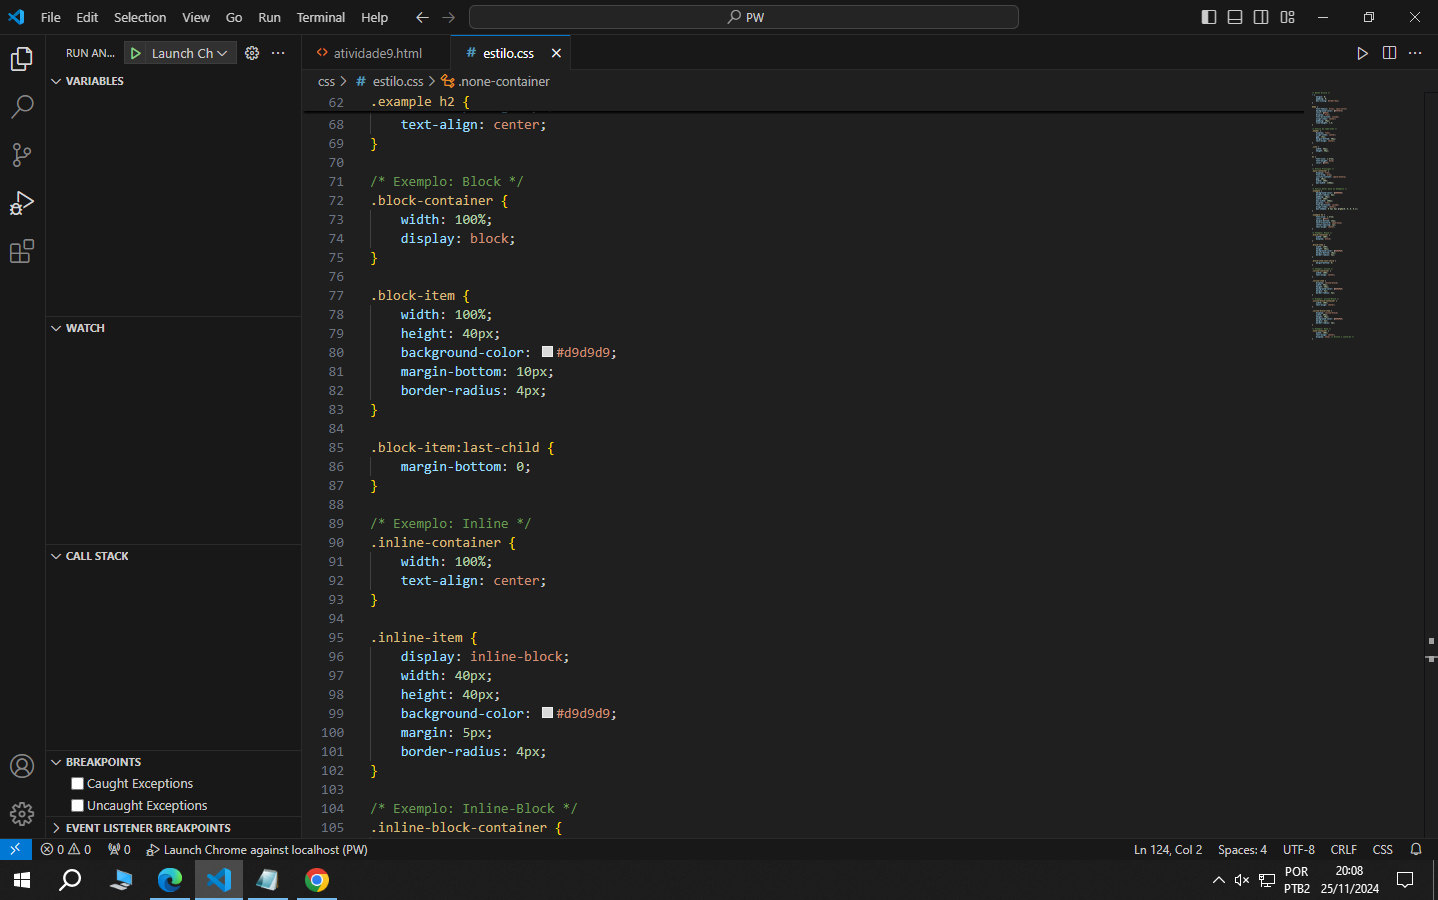 File Edit Selection View Go Run Terminal Help
PW
RUN AN... Launch Ch
atividade9.html
# estilo.css
css > # estilo.css > .none-container
VARIABLES
WATCH
CALL STACK
BREAKPOINTS
Caught Exceptions
Uncaught Exceptions
EVENT LISTENER BREAKPOINTS
62 .example h2 {
68 text-align: center;
69 }
70
71 /* Exemplo: Block */
72 .block-container {
73 width: 100%;
74 display: block;
75 }
76
77 .block-item {
78 width: 100%;
79 height: 40px;
80 background-color: #d9d9d9;
81 margin-bottom: 10px;
82 border-radius: 4px;
83 }
84
85 .block-item:last-child {
86 margin-bottom: 0;
87 }
88
89 /* Exemplo: Inline */
90 .inline-container {
91 width: 100%;
92 text-align: center;
93 }
94
95 .inline-item {
96 display: inline-block;
97 width: 40px;
98 height: 40px;
99 background-color: #d9d9d9;
100 margin: 5px;
101 border-radius: 4px;
102 }
103
104 /* Exemplo: Inline-Block */
105 .inline-block-container {
0 0 0 Launch Chrome against localhost (PW)
Ln 124, Col 2 Spaces: 4 UTF-8 CRLF CSS
POR
PTB2
20:08
25/11/2024